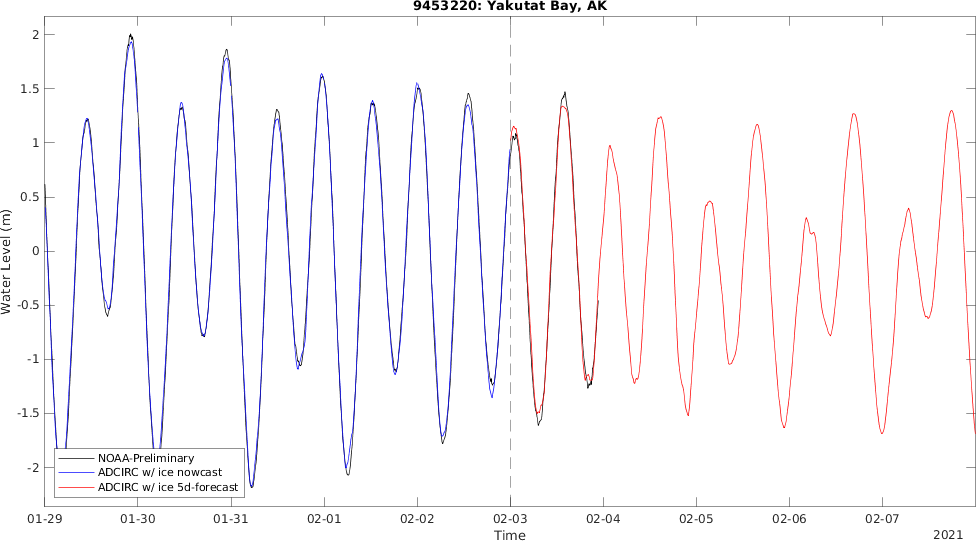 9453220: Yakutat Bay, AK
Water Level (m)
2
1.5
1
0.5
0
-0.5
-1
-1.5
-2
NOAA-Preliminary
ADCIRC w/ ice nowcast
ADCIRC w/ ice 5d-forecast
01-29 01-30 01-31 02-01 02-02 02-03 02-04 02-05 02-06 02-07
Time
2021